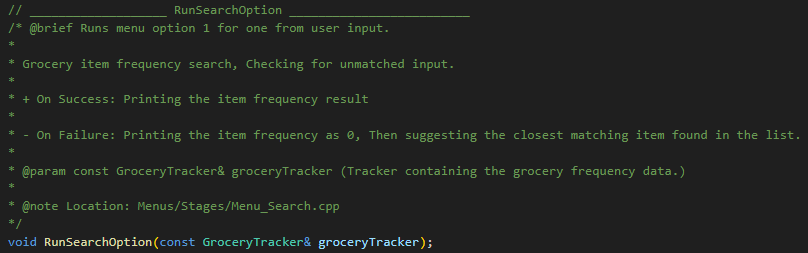 // ___________________ RunSearchOption _________________________
/* @brief Runs menu option 1 for one from user input.
*
* Grocery item frequency search, Checking for unmatched input.
*
* + On Success: Printing the item frequency result
*
* - On Failure: Printing the item frequency as 0, Then suggesting the closest matching item found in the list.
*
* @param const GroceryTracker& groceryTracker (Tracker containing the grocery frequency data.)
*
* @note Location: Menus/Stages/Menu_Search.cpp
*/
void RunSearchOption(const GroceryTracker& groceryTracker);